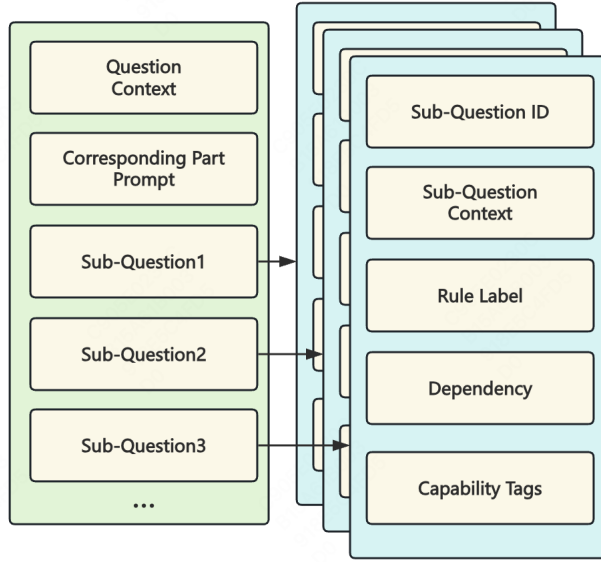 Question
Context
Corresponding Part
Prompt
Sub-Question1
Sub-Question2
Sub-Question3
...
Sub-Question ID
Sub-Question
Context
Rule Label
Dependency
Capability Tags